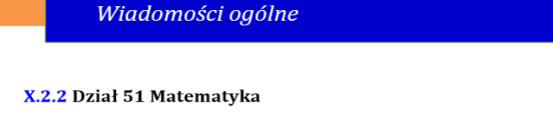 Wiadomości ogólne
X.2.2 Dział 51 Matematyka